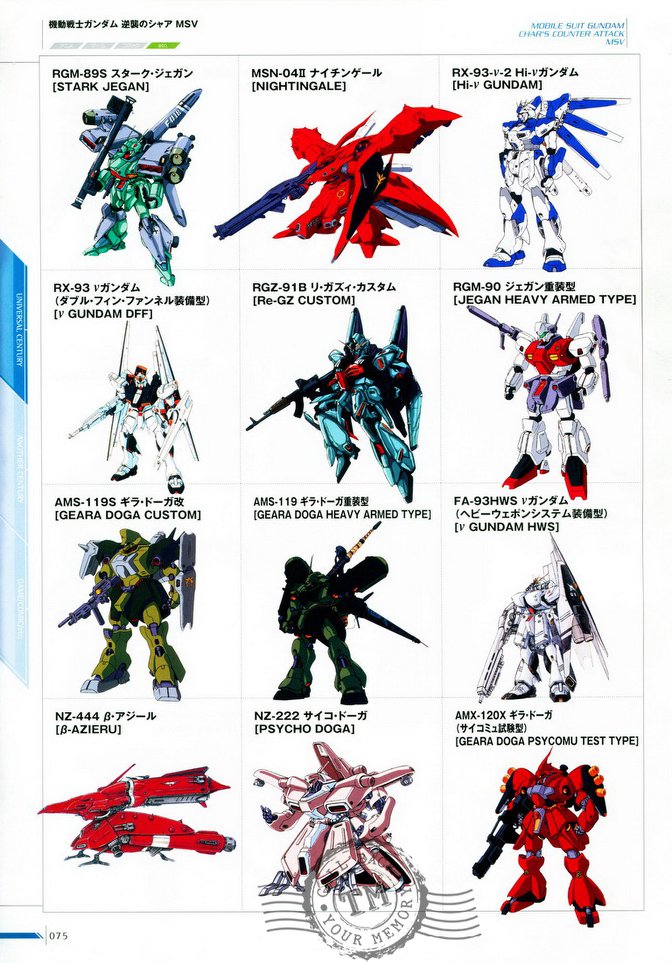 機動戦士ガンダム 逆襲のシャア MSV
MOBILE SUIT GUNDAM
CHAR'S COUNTER ATTACK
MSV
RGM-89S スターク・ジェガン
[STARK JEGAN]
MSN-04II ナイチンゲール
[NIGHTINGALE]
RX-93-ν-2 Hi-νガンダム
[Hi-ν GUNDAM]
RX-93 νガンダム
(ダブル・フィン・ファンネル装備型)
[ν GUNDAM DFF]
RGZ-91B リ・ガズィ・カスタム
[Re-GZ CUSTOM]
RGM-90 ジェガン重装型
[JEGAN HEAVY ARMED TYPE]
AMS-119S ギラ・ドーガ改
[GEARA DOGA CUSTOM]
AMS-119 ギラ・ドーガ重装型
[GEARA DOGA HEAVY ARMED TYPE]
FA-93HWS νガンダム
(ヘビーウェポンシステム装備型)
[ν GUNDAM HWS]
NZ-444 β・アジール
[β-AZIERU]
NZ-222 サイコ・ドーガ
[PSYCHO DOGA]
AMX-120X ギラ・ドーガ
(サイコミュ試験型)
[GEARA DOGA PSYCOMU TEST TYPE]
UNIVERSAL CENTURY
ANOTHER CENTURY
TM
YOUR MEMORY
075